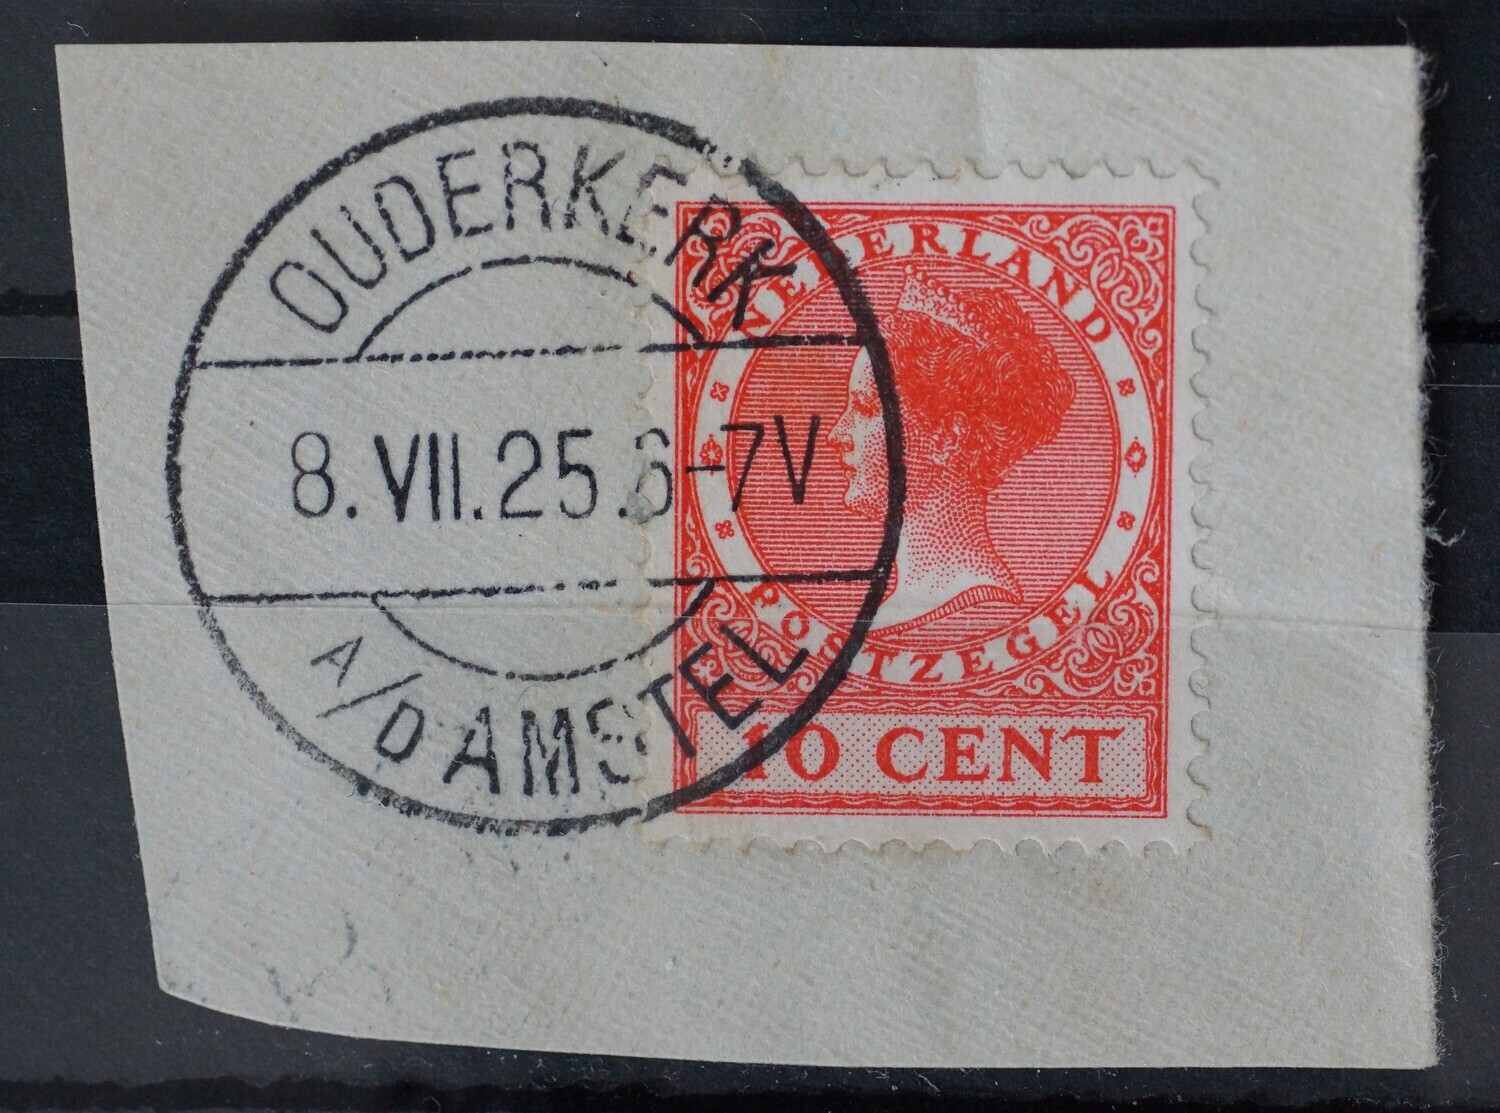 OUDERKERK
8.VII.25.6-7V
A/D AMSTEL
NEDERLAND
POSTZEGEL
10 CENT